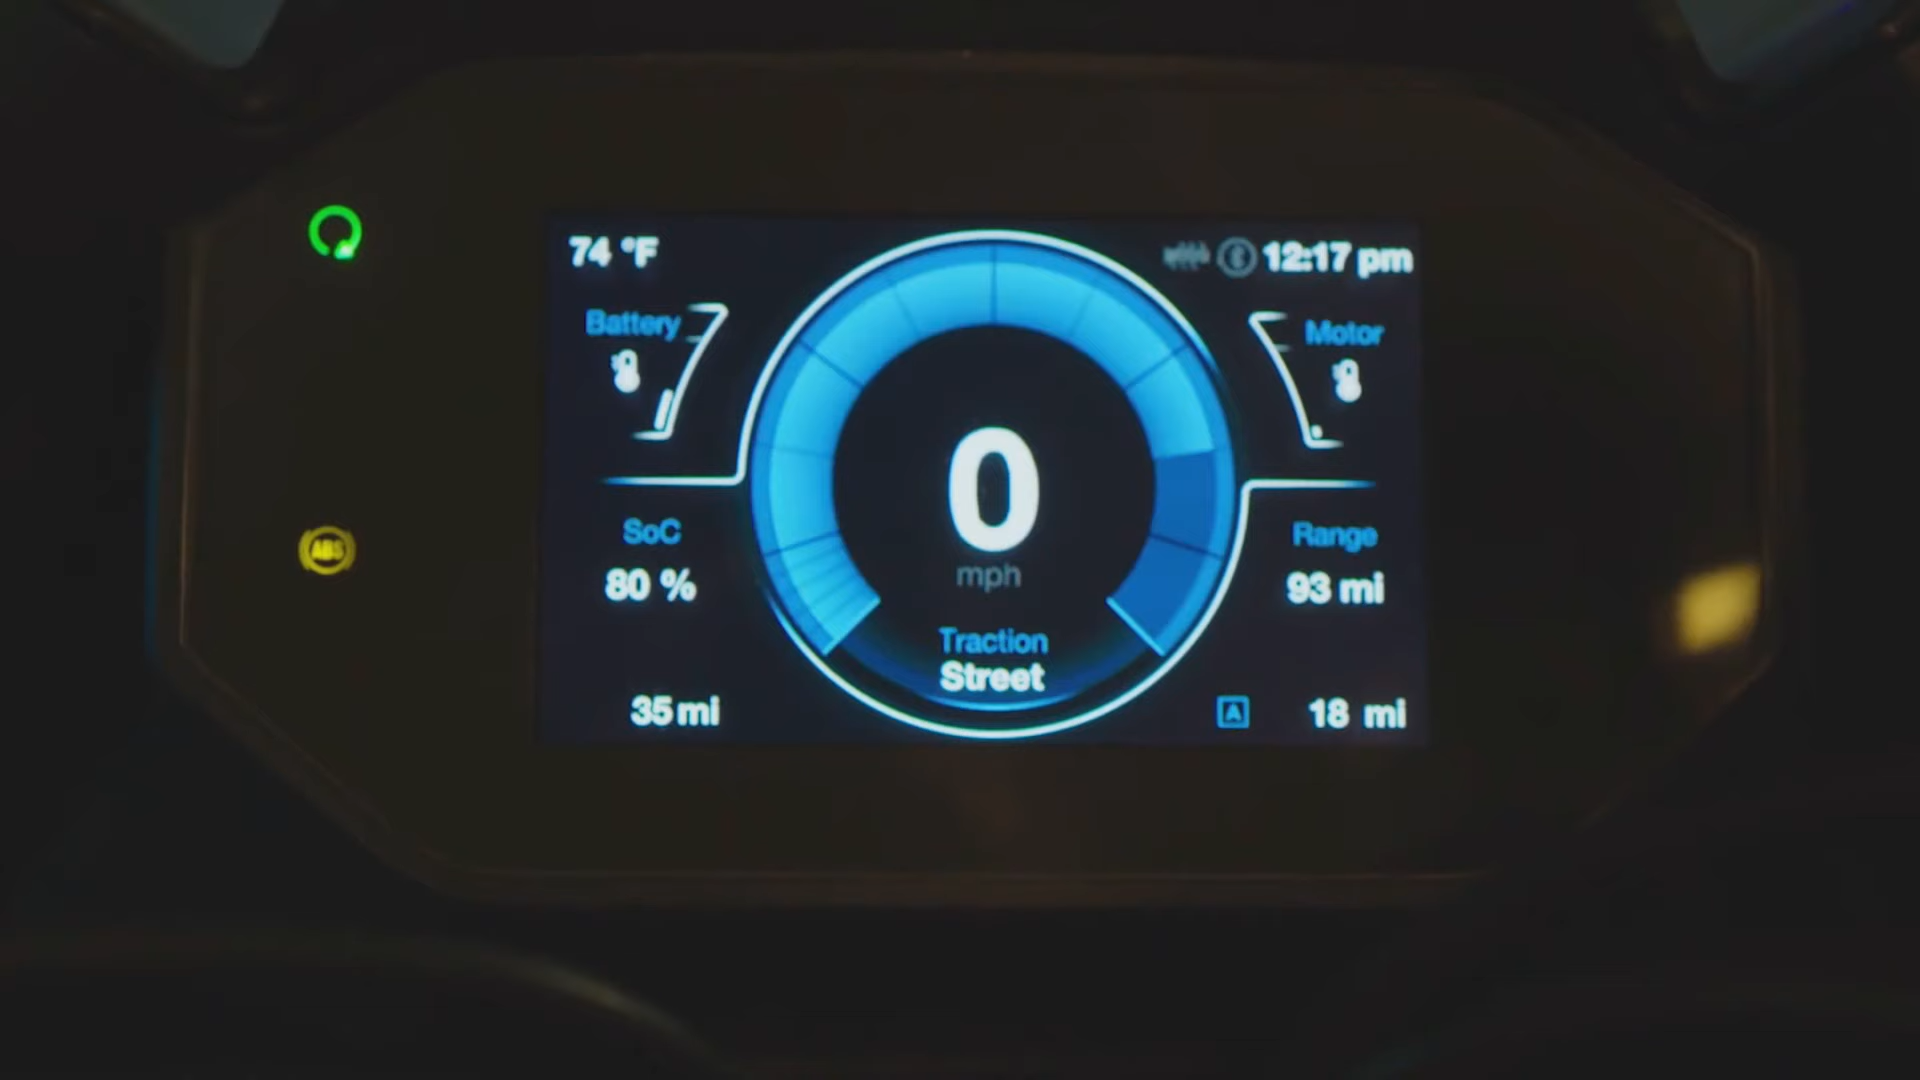 74 °F
12:17 pm
Battery
Motor
0
mph
SoC
80 %
Range
93 mi
ABS
Traction
Street
35 mi
A
18 mi